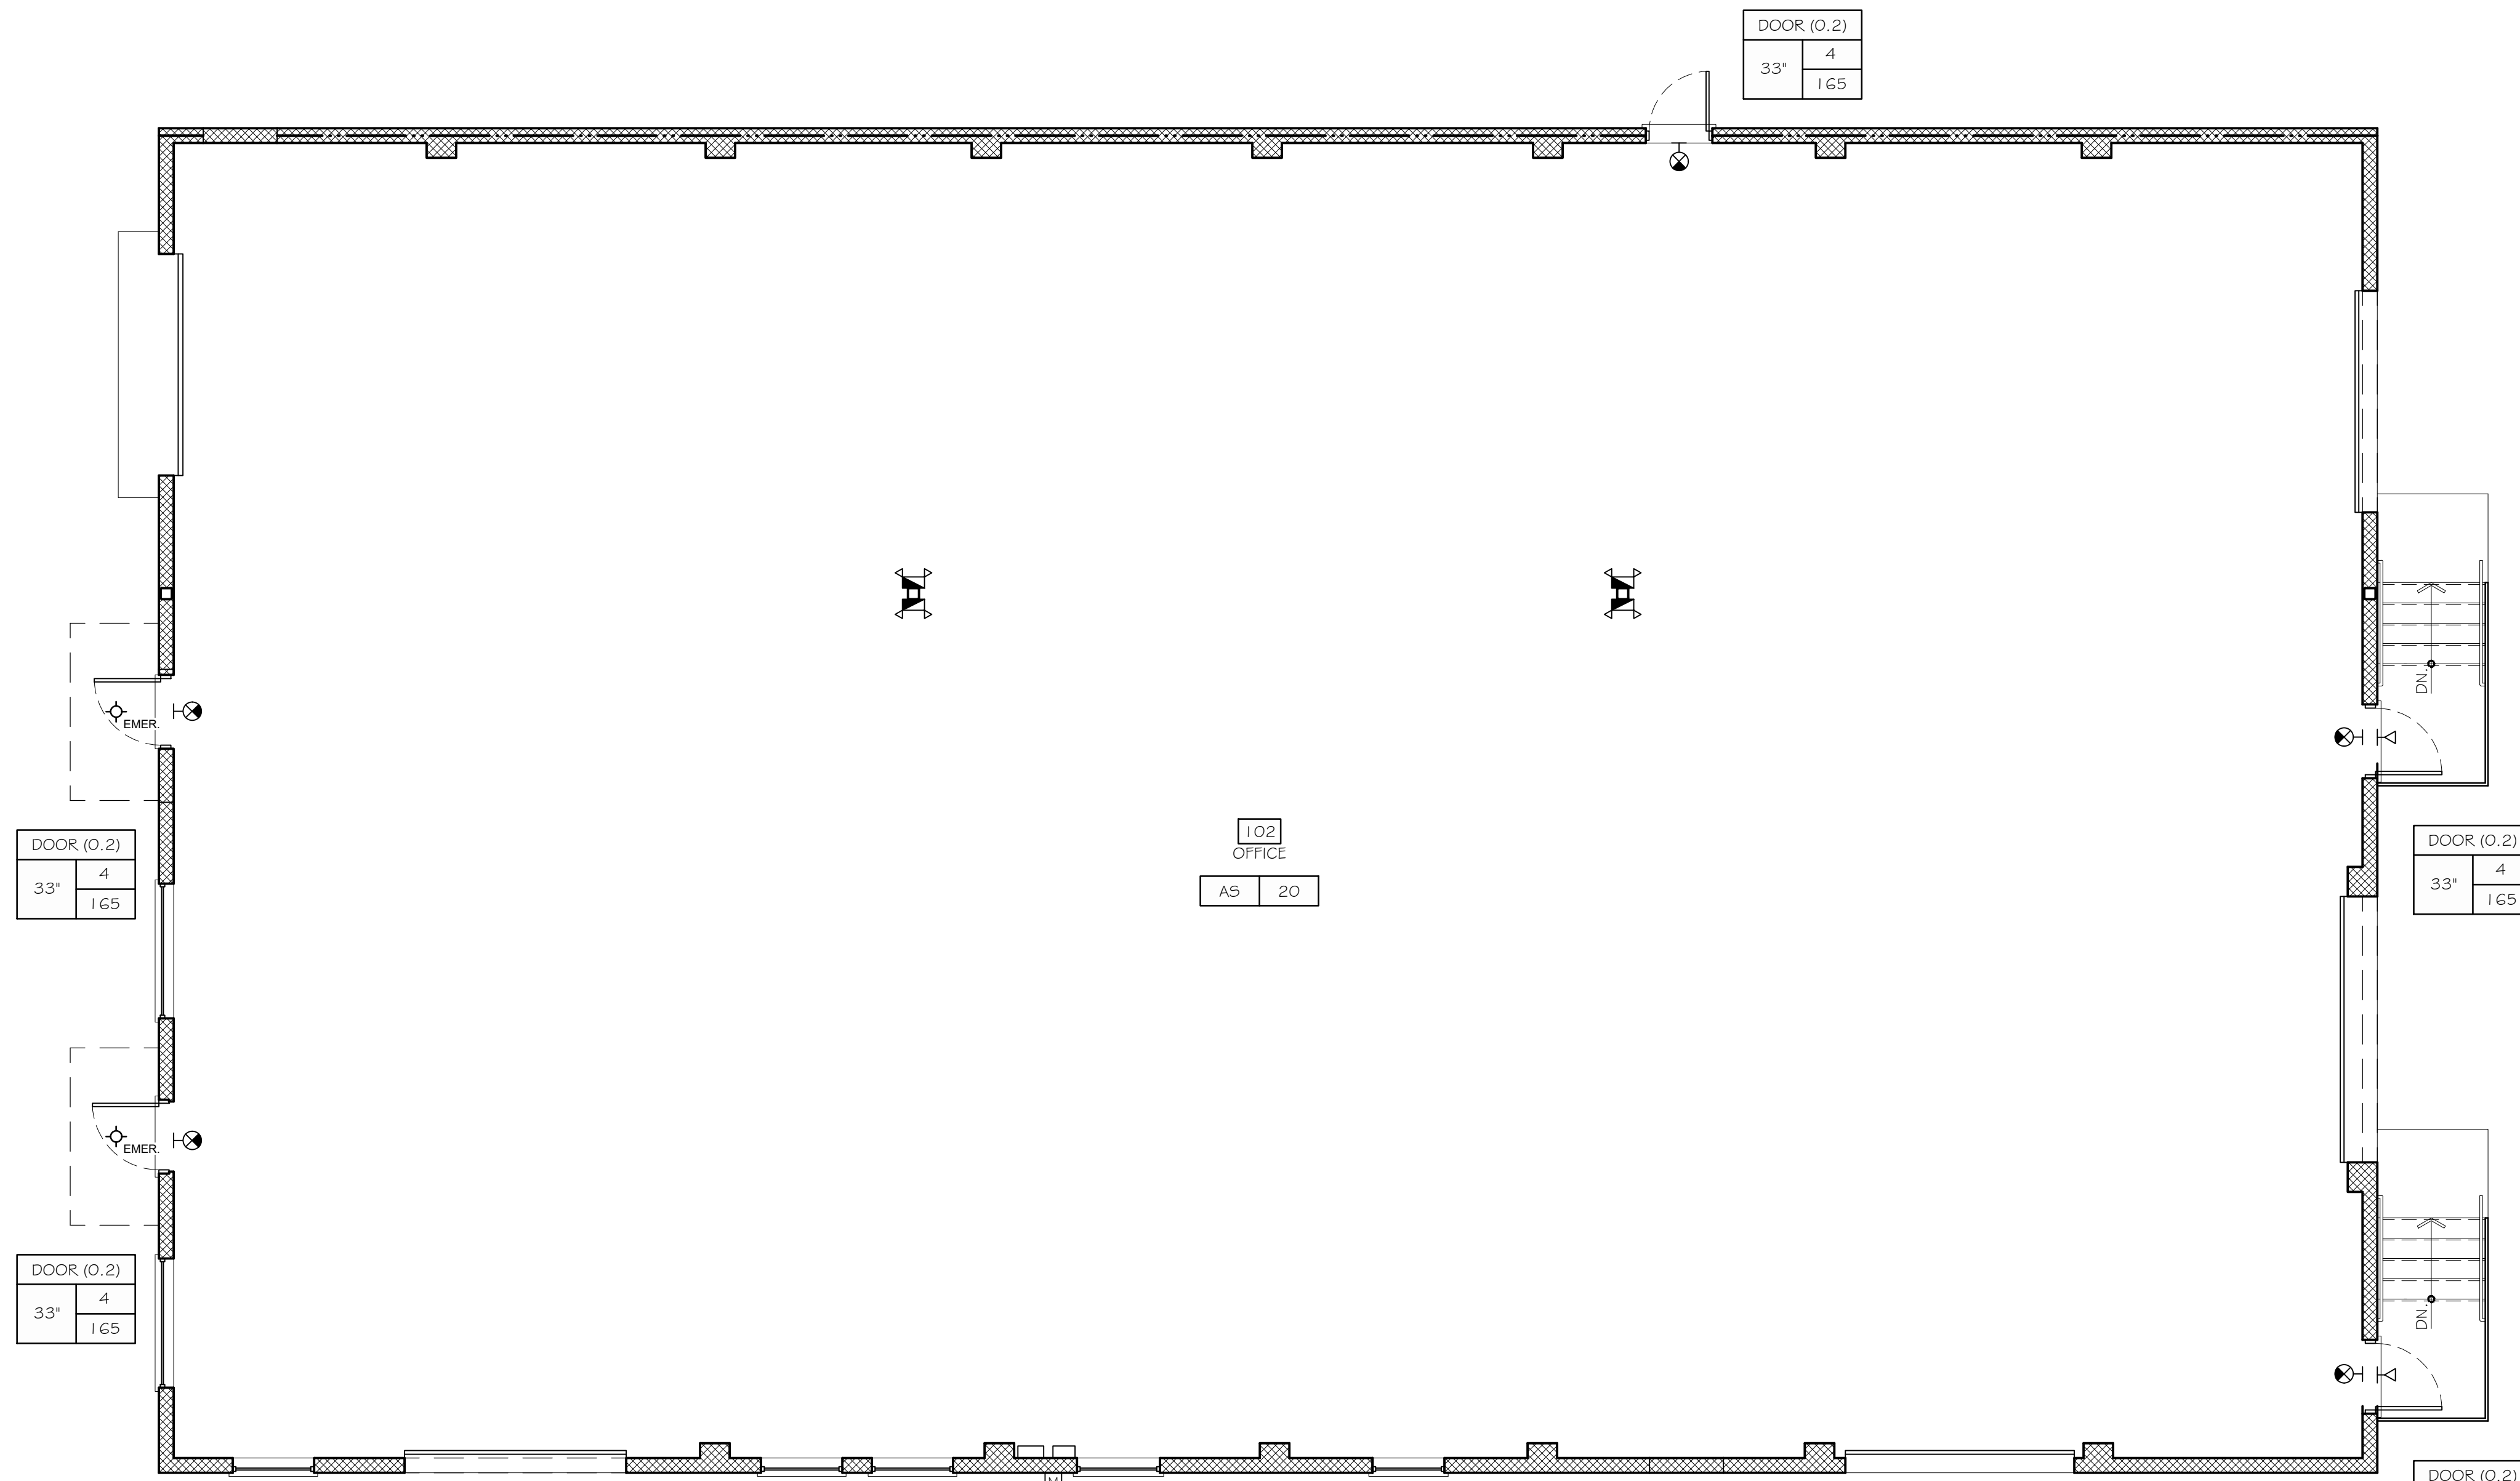 DOOR (0.2)
33"
4
165
EMER.
DN.
102
OFFICE
AS
20
DOOR (0.2)
33"
4
165
DOOR (0.2)
33"
4
165
EMER.
DOOR (0.2)
33"
4
165
DN.
M
DOOR (0.2)